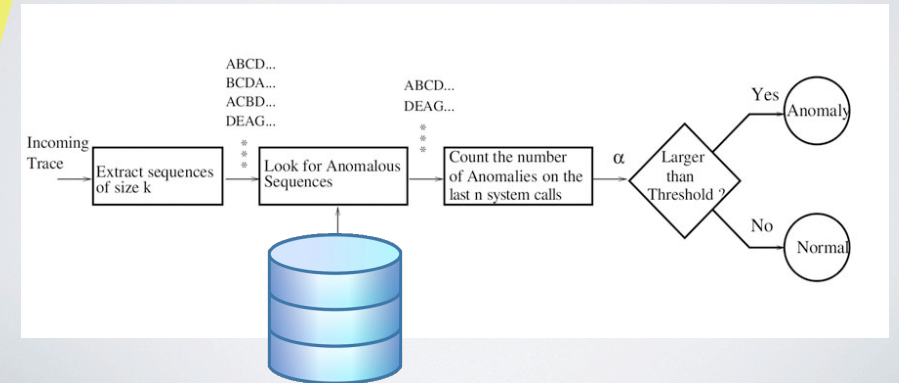 Incoming
Trace
Extract sequences
of size k
ABCD...
BCDA...
ACBD...
DEAG...
Look for Anomalous
Sequences
ABCD...
DEAG...
Count the number
of Anomalies on the
last n system calls
α
Larger
than
Threshold ?
Yes
Anomaly
No
Normal